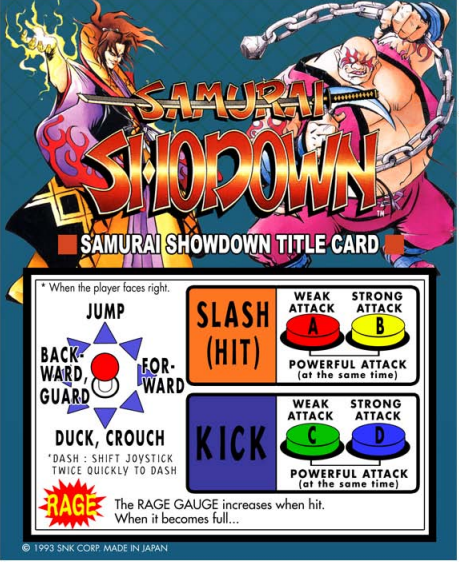 SAMURAI
SHODOWN
TM
SAMURAI SHOWDOWN TITLE CARD
* When the player faces right.
JUMP
BACK-
WARD,
GUARD
FOR-
WARD
DUCK, CROUCH
*DASH : SHIFT JOYSTICK
TWICE QUICKLY TO DASH
SLASH
(HIT)
WEAK
ATTACK
STRONG
ATTACK
A
B
POWERFUL ATTACK
(at the same time)
KICK
WEAK
ATTACK
STRONG
ATTACK
C
D
POWERFUL ATTACK
(at the same time)
RAGE
The RAGE GAUGE increases when hit.
When it becomes full...
© 1993 SNK CORP. MADE IN JAPAN